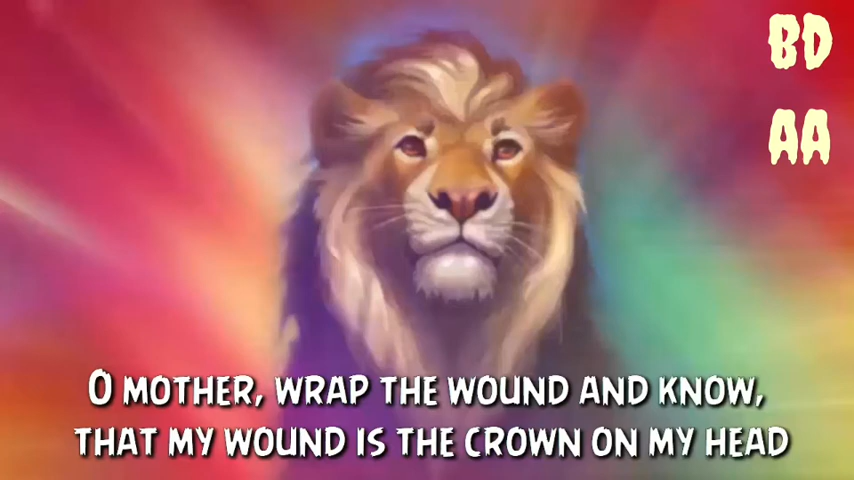 BD
AA
O MOTHER, WRAP THE WOUND AND KNOW,
THAT MY WOUND IS THE CROWN ON MY HEAD